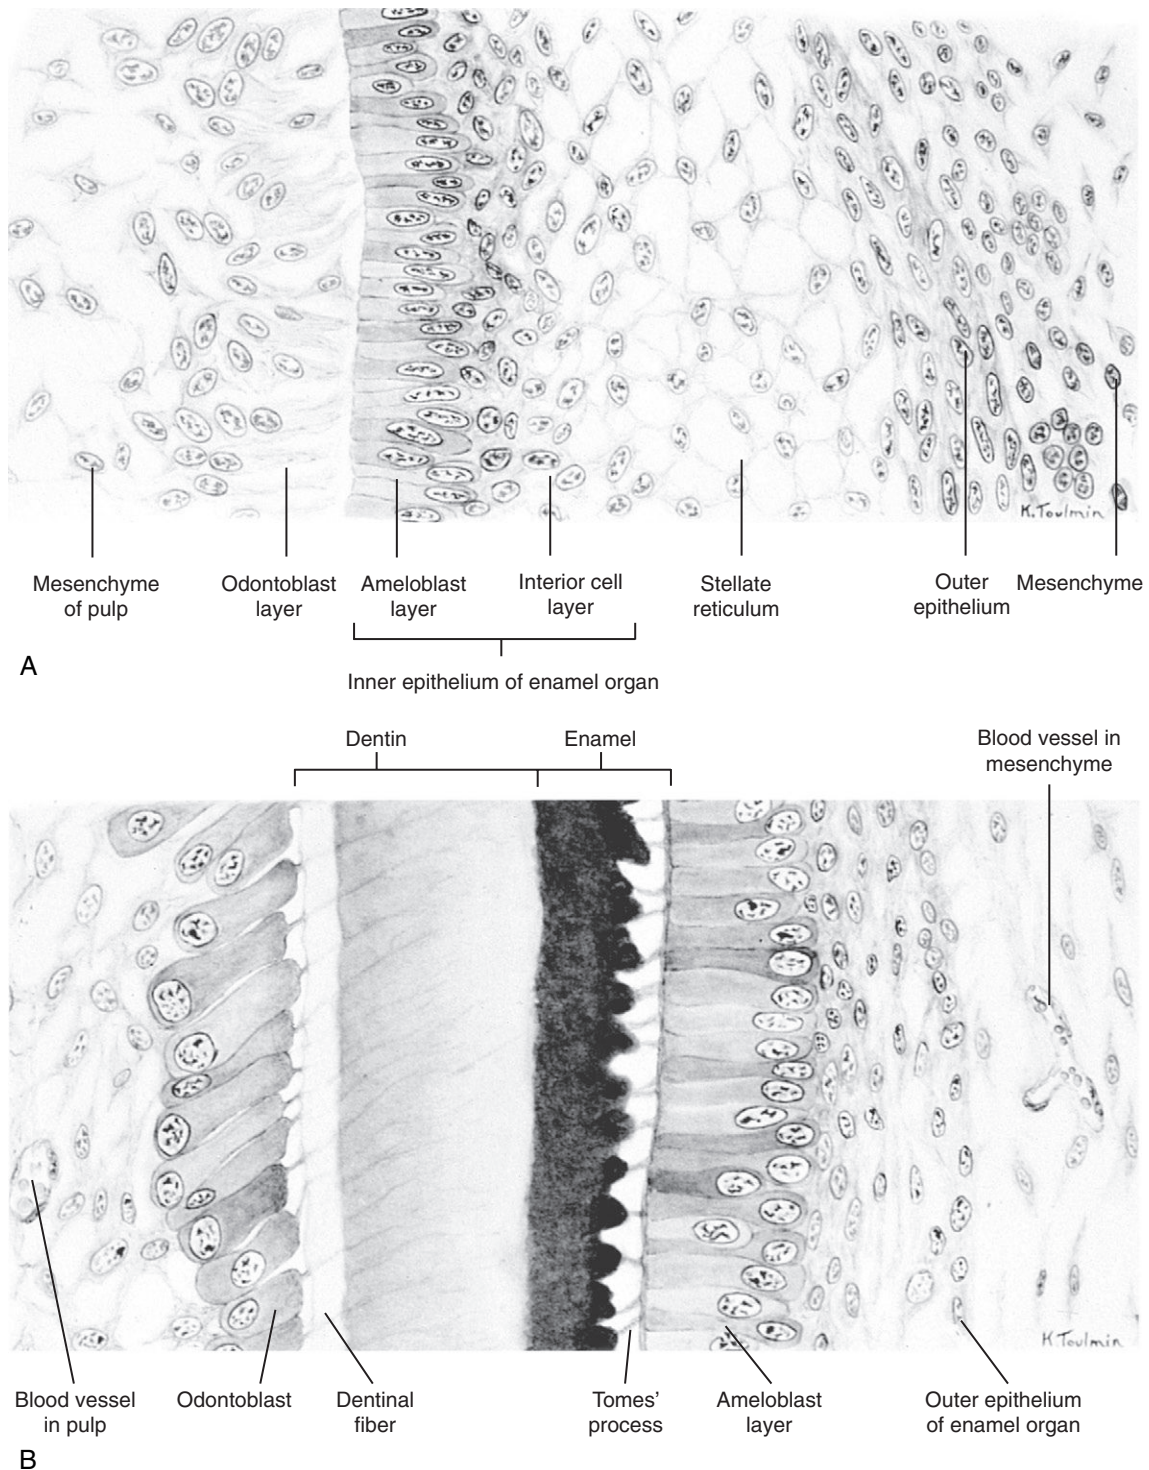 K.Toulmin
Mesenchyme
of pulp
Odontoblast
layer
Ameloblast
layer
Interior cell
layer
Stellate
reticulum
Outer
epithelium
Mesenchyme
A
Inner epithelium of enamel organ
Dentin
Enamel
Blood vessel in
mesenchyme
K.Toulmin
Blood vessel
in pulp
Odontoblast
Dentinal
fiber
Tomes’
process
Ameloblast
layer
Outer epithelium
of enamel organ
B